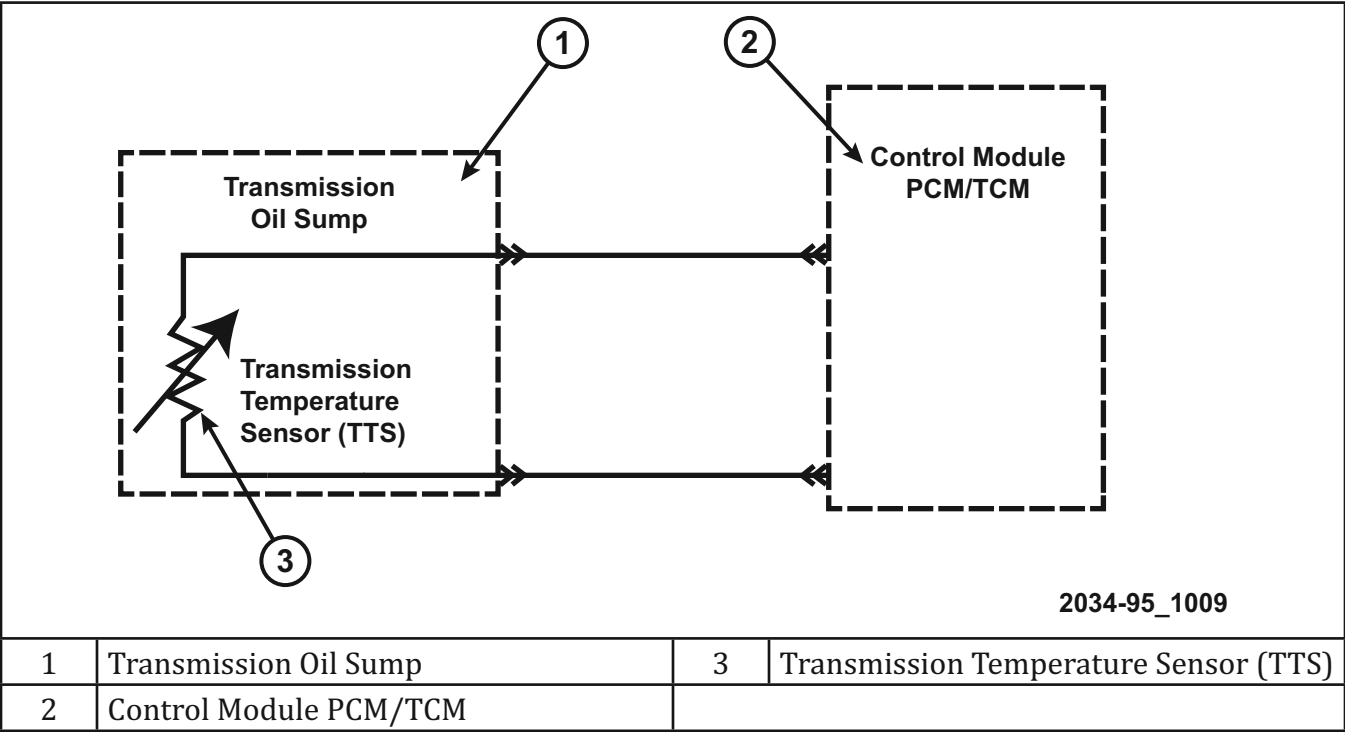 1
2
Control Module
PCM/TCM
Transmission
Oil Sump
Transmission
Temperature
Sensor (TTS)
3
2034-95_1009
1 Transmission Oil Sump 3 Transmission Temperature Sensor (TTS)
2 Control Module PCM/TCM